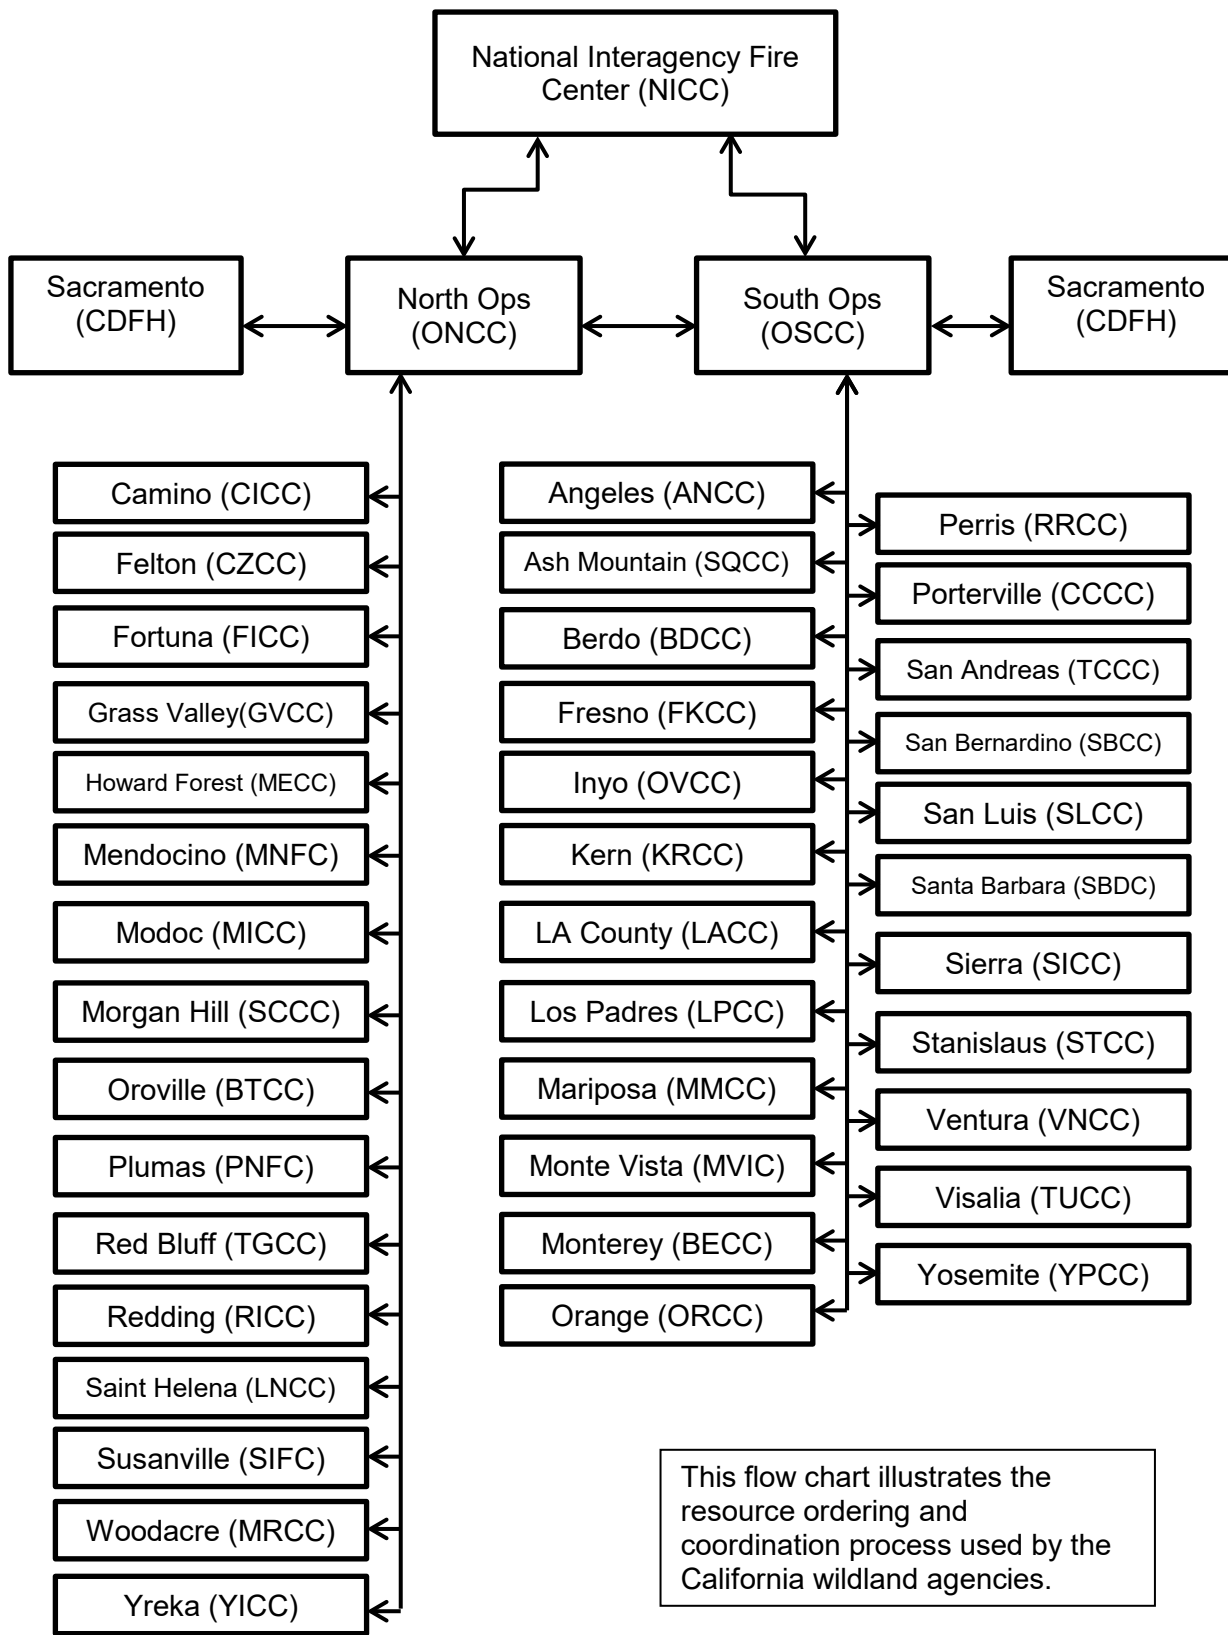 National Interagency Fire
Center (NICC)
Sacramento
(CDFH)
North Ops
(ONCC)
South Ops
(OSCC)
Sacramento
(CDFH)
Camino (CICC)
Felton (CZCC)
Fortuna (FICC)
Grass Valley(GVCC)
Howard Forest (MECC)
Mendocino (MNFC)
Modoc (MICC)
Morgan Hill (SCCC)
Oroville (BTCC)
Plumas (PNFC)
Red Bluff (TGCC)
Redding (RICC)
Saint Helena (LNCC)
Susanville (SIFC)
Woodacre (MRCC)
Yreka (YICC)
Angeles (ANCC)
Ash Mountain (SQCC)
Berdo (BDCC)
Fresno (FKCC)
Inyo (OVCC)
Kern (KRCC)
LA County (LACC)
Los Padres (LPCC)
Mariposa (MMCC)
Monte Vista (MVIC)
Monterey (BECC)
Orange (ORCC)
Perris (RRCC)
Porterville (CCCC)
San Andreas (TCCC)
San Bernardino (SBCC)
San Luis (SLCC)
Santa Barbara (SBDC)
Sierra (SICC)
Stanislaus (STCC)
Ventura (VNCC)
Visalia (TUCC)
Yosemite (YPCC)
This flow chart illustrates the
resource ordering and
coordination process used by the
California wildland agencies.